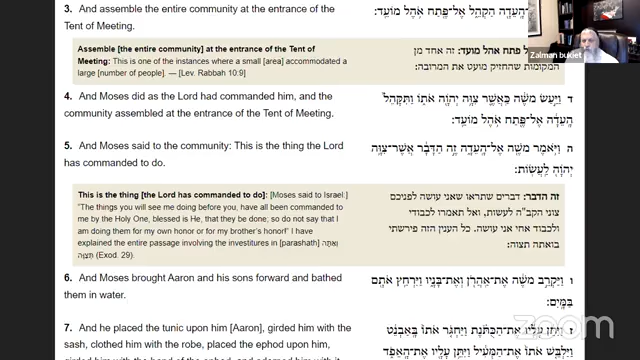 3. And assemble the entire community at the entrance of the
Tent of Meeting.
הָעֵדָה הַקְהֵל אֶל־פֶּתַח אֹהֶל מוֹעֵד:
Assemble [the entire community] at the entrance of the Tent of
Meeting: This is one of the instances where a small [area] accommodated a
large [number of people]. — [Lev. Rabbah 10:9]
פתח אהל מועד: זה אחד מן
המקומות שהחזיק מועט את המרובה:
4. And Moses did as the Lord had commanded him, and the
community assembled at the entrance of the Tent of Meeting.
ד וַיַּעַשׂ משֶׁה כַּאֲשֶׁר צִוָּה יְהֹוָה אֹתוֹ וַתִּקָּהֵל
הָעֵדָה אֶל־פֶּתַח אֹהֶל מוֹעֵד:
5. And Moses said to the community: This is the thing the Lord
has commanded to do.
ה וַיֹּאמֶר משֶׁה אֶל־הָעֵדָה זֶה הַדָּבָר אֲשֶׁר־צִוָּה
יְהֹוָה לַעֲשׂוֹת:
This is the thing [the Lord has commanded to do]: [Moses said to Israel:]
"The things you will see me doing before you, have all been commanded to
me by the Holy One, blessed is He, that they be done; so do not say that I
am doing them for my own honor or for my brother's honor!" I have
explained the entire passage involving the investitures in [parashath] וְאַתָּה
תְּצַוֶּה (Exod. 29).
זה הדבר: דברים שתראו שאני עושה לפניכם
צוני הקב"ה לעשות, ואל תאמרו לכבודי
ולכבוד אחי אני עושה. כל הענין הזה פירשתי
בואתה תצוה:
6. And Moses brought Aaron and his sons forward and bathed
them in water.
ו וַיַּקְרֵב משֶׁה אֶת־אַהֲרֹן וְאֶת־בָּנָיו וַיִּרְחַץ אֹתָם
בַּמָּיִם:
7. And he placed the tunic upon him [Aaron], girded him with the
sash, clothed him with the robe, placed the ephod upon him,
ז וַיִּתֵּן עָלָיו אֶת־הַכֻּתֹּנֶת וַיַּחְגֹּר אֹתוֹ בָּאַבְנֵט
וַיַּלְבֵּשׁ אֹתוֹ אֶת־הַמְּעִיל וַיִּתֵּן עָלָיו אֶת־הָאֵפֹד
Zalman bukiet
zoom